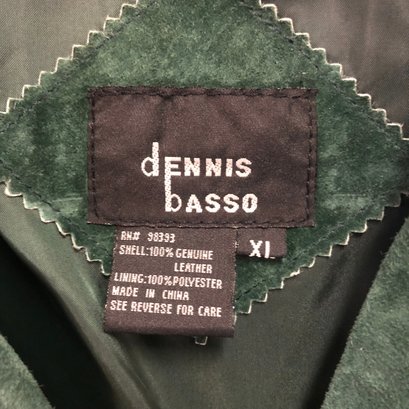 dENNIS
bASSO
RN# 98393
SHELL:100% GENUINE
LEATHER
LINING:100% POLYESTER
MADE IN CHINA
SEE REVERSE FOR CARE
XL